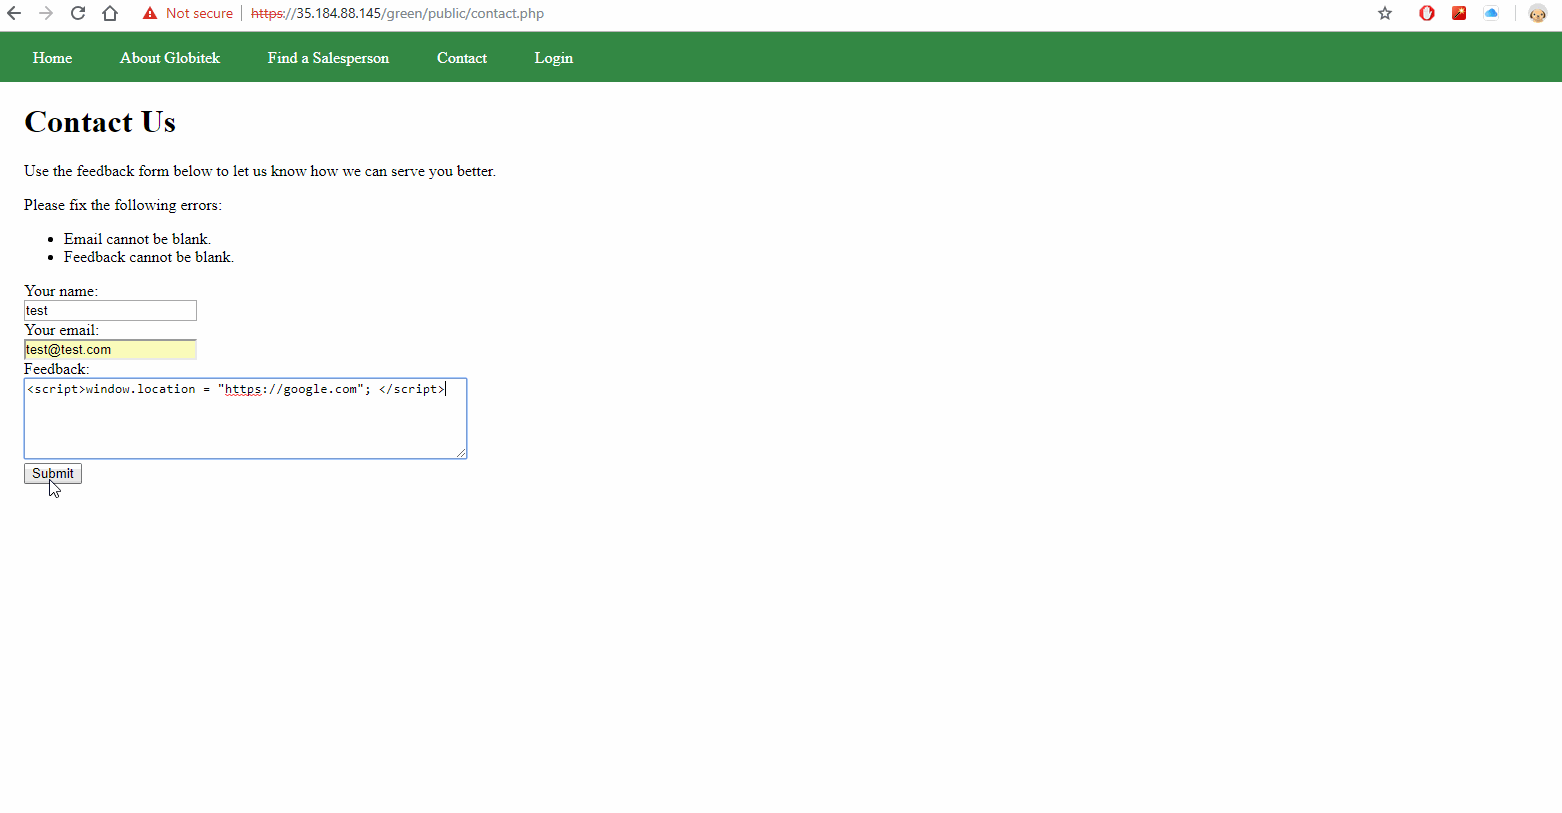 Not secure https://35.184.88.145/green/public/contact.php
Home About Globitek Find a Salesperson Contact Login
Contact Us
Use the feedback form below to let us know how we can serve you better.
Please fix the following errors:
• Email cannot be blank.
• Feedback cannot be blank.
Your name:
test
Your email:
test@test.com
Feedback:
<script>window.location = "https://google.com"; </script>
Submit